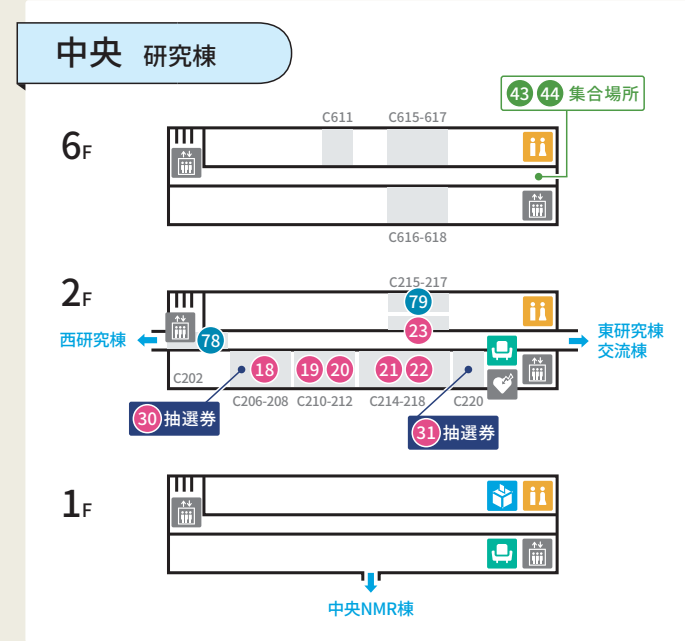 中央 研究棟
43 44 集合場所
C611 C615-617
6F
C616-618
2F
C215-217
79
西研究棟
78
23
東研究棟
交流棟
18 19 20 21 22
C202
C206-208 C210-212 C214-218 C220
30 抽選券
31 抽選券
1F
中央NMR棟